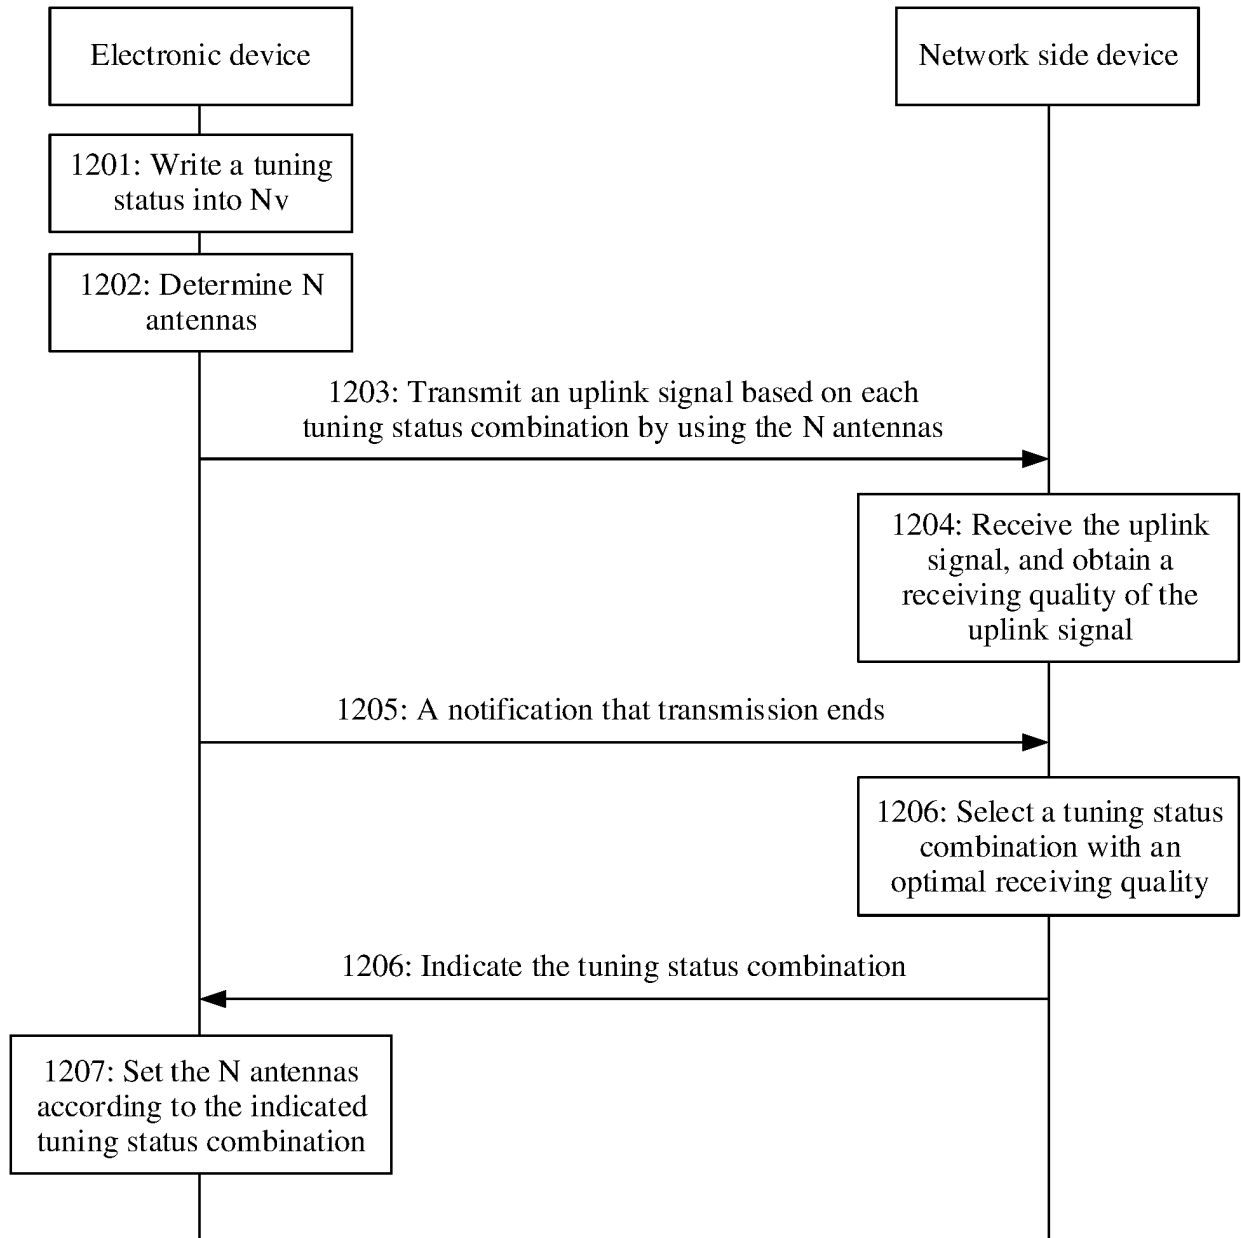 Electronic device
Network side device
1201: Write a tuning
status into Nv
1202: Determine N
antennas
1203: Transmit an uplink signal based on each
tuning status combination by using the N antennas
1204: Receive the uplink
signal, and obtain a
receiving quality of the
uplink signal
1205: A notification that transmission ends
1206: Select a tuning status
combination with an
optimal receiving quality
1206: Indicate the tuning status combination
1207: Set the N antennas
according to the indicated
tuning status combination